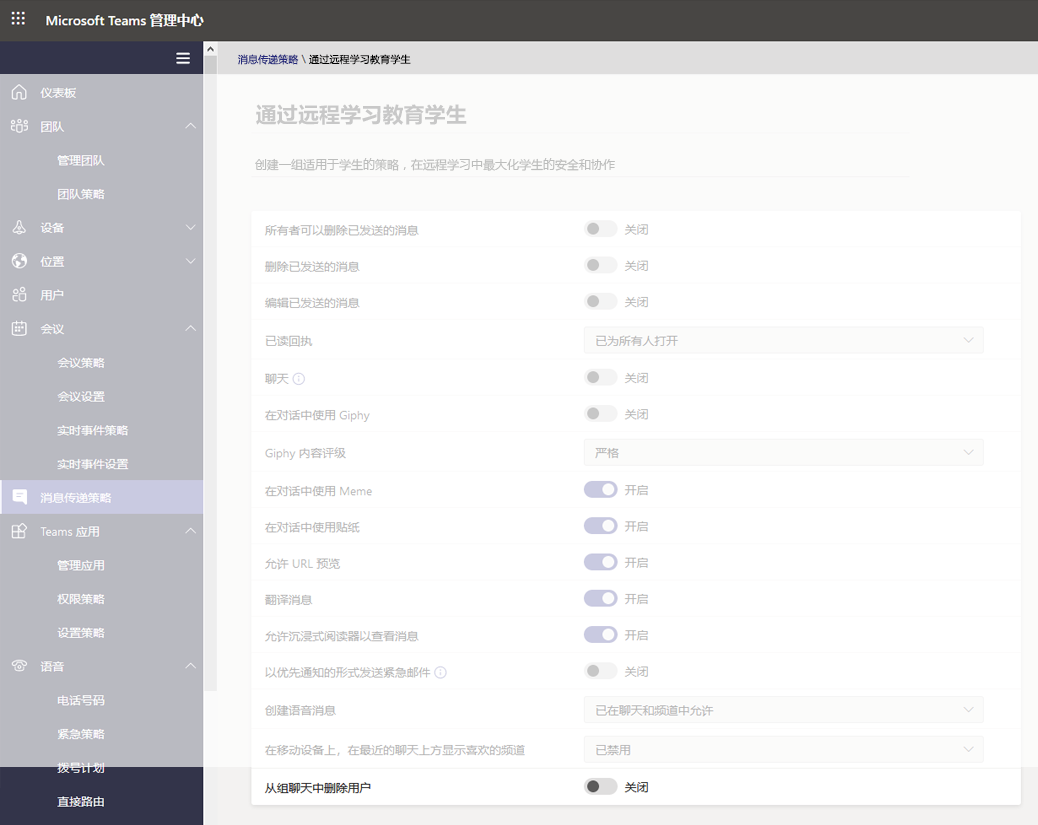 Microsoft Teams 管理中心
消息传递策略 \ 通过远程学习教育学生
仪表板
团队
管理团队
团队策略
设备
位置
用户
会议
会议策略
会议设置
实时事件策略
实时事件设置
消息传递策略
Teams 应用
管理应用
权限策略
设置策略
语音
电话号码
紧急策略
拨号计划
直接路由
通过远程学习教育学生
创建一组适用于学生的策略，在远程学习中最大化学生的安全和协作
所有者可以删除已发送的消息 关闭
删除已发送的消息 关闭
编辑已发送的消息 关闭
已读回执 已为所有人打开
聊天 关闭
在对话中使用 Giphy 关闭
Giphy 内容评级 严格
在对话中使用 Meme 开启
在对话中使用贴纸 开启
允许 URL 预览 开启
翻译消息 开启
允许沉浸式阅读器以查看消息 开启
以优先通知的形式发送紧急邮件 关闭
创建语音消息 已在聊天和频道中允许
在移动设备上，在最近的聊天上方显示喜欢的频道 已禁用
从组聊天中删除用户 关闭